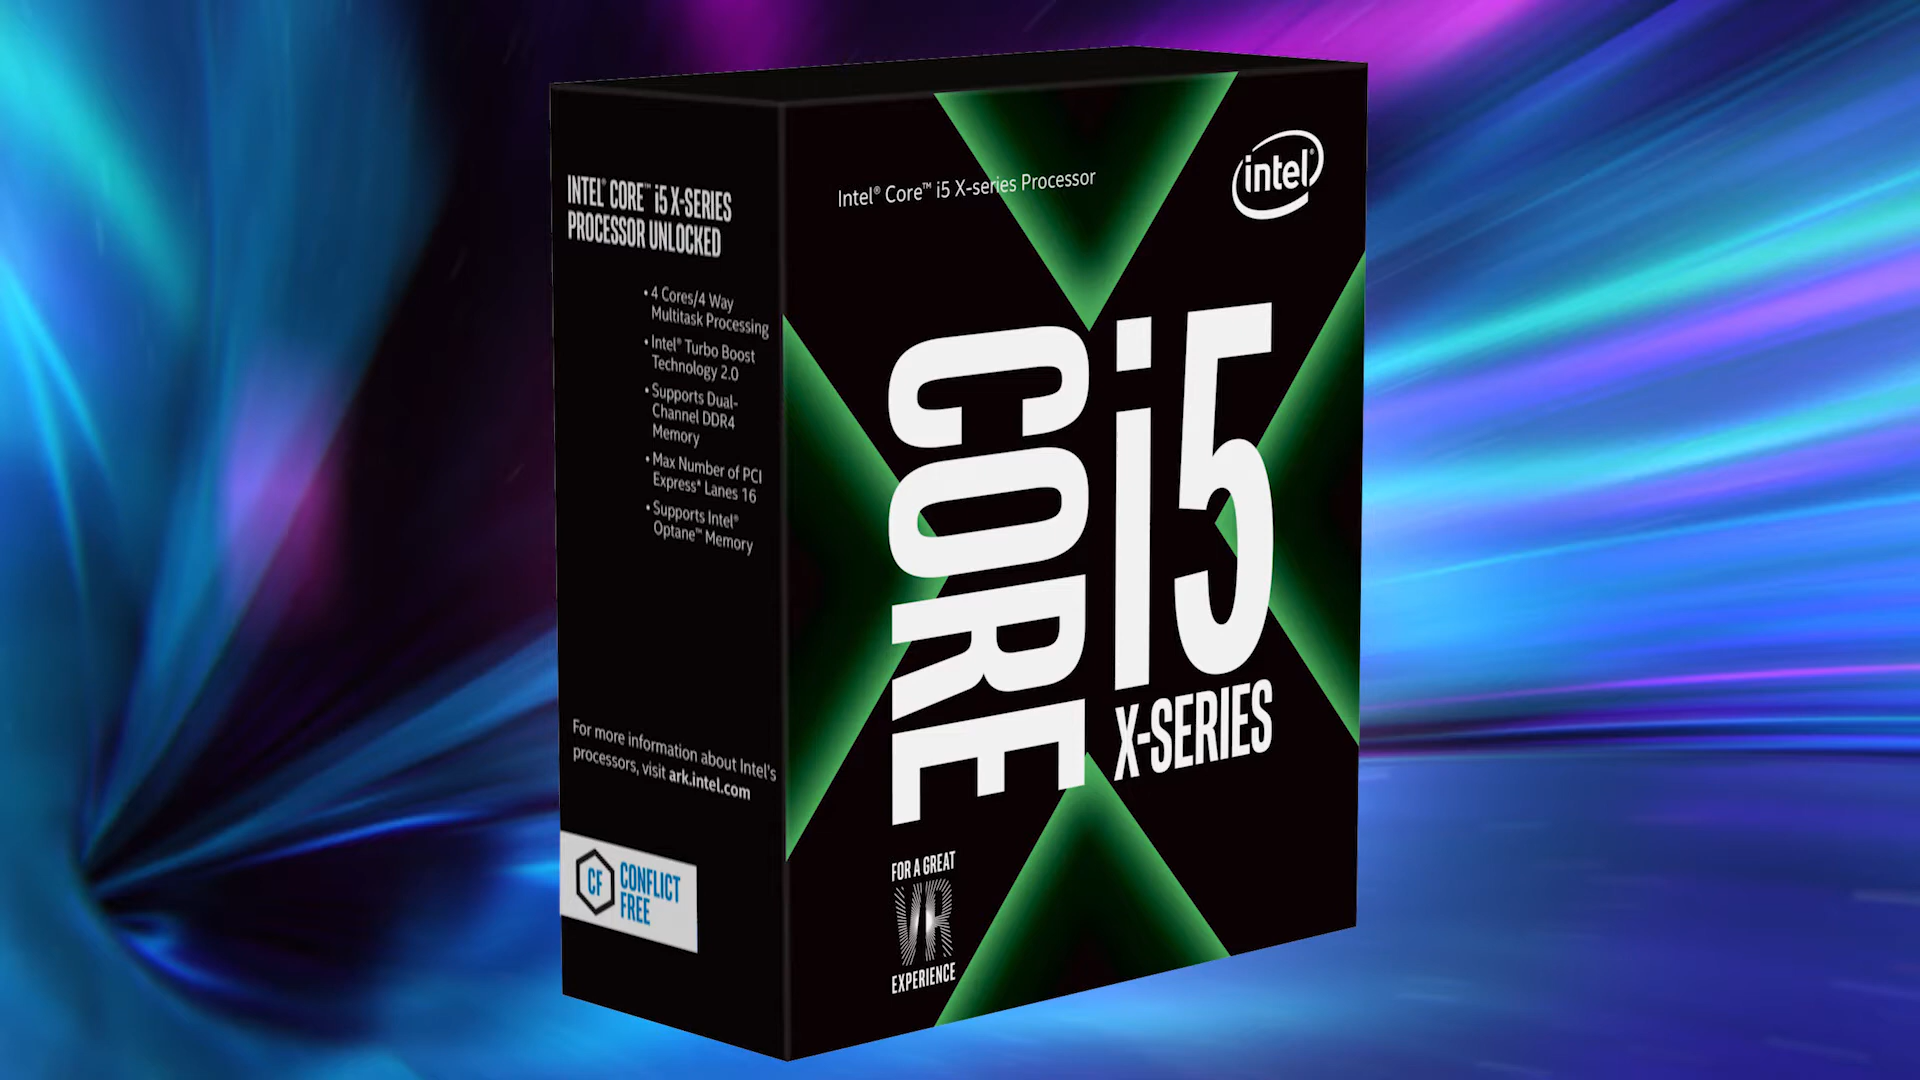 INTEL® CORE™ i5 X-SERIES
PROCESSOR UNLOCKED
• 4 Cores/4 Way
Multitask Processing
• Intel® Turbo Boost
Technology 2.0
• Supports Dual-
Channel DDR4
Memory
• Max Number of PCI
Express* Lanes 16
• Supports Intel®
Optane™ Memory
For more information about Intel's
processors, visit ark.intel.com
CF
CONFLICT
FREE
Intel® Core™ i5 X-series Processor
intel®
CORE
i5
X-SERIES
FOR A GREAT
VR
EXPERIENCE